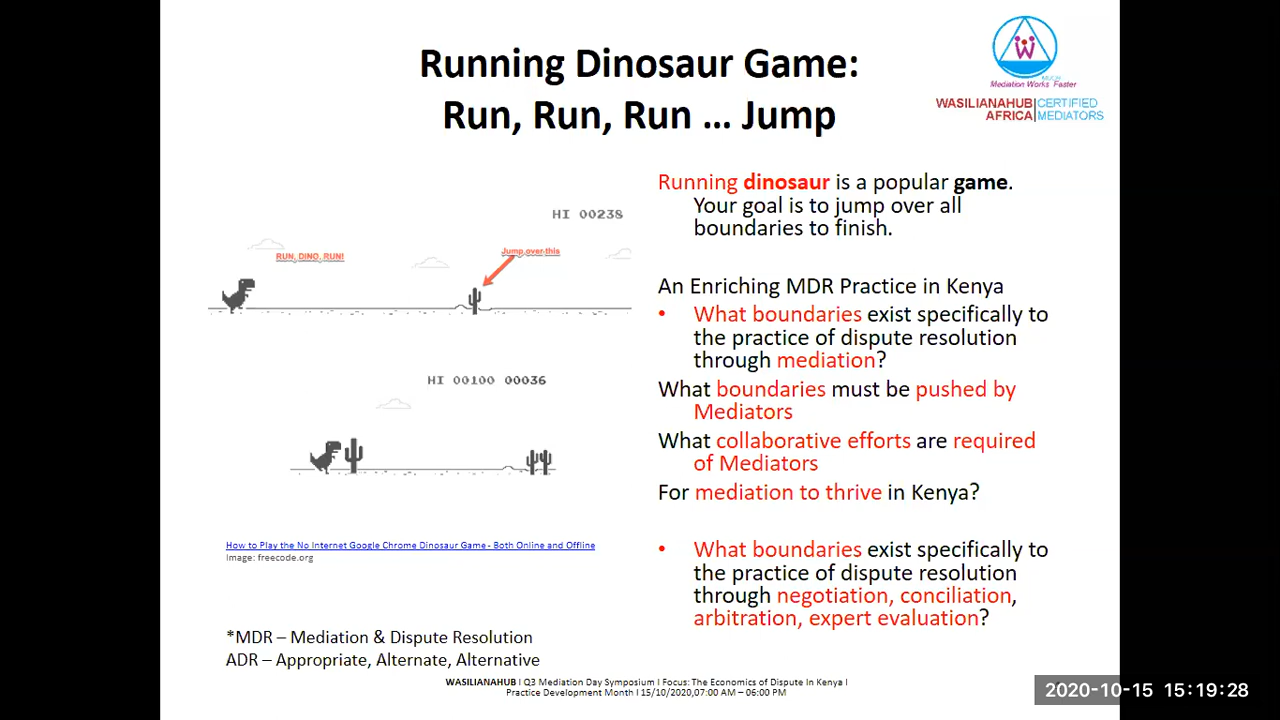 Running Dinosaur Game:
Run, Run, Run ... Jump
W
MDCH
Mediation Works Faster
WASILIANAHUB|CERTIFIED
AFRICA|MEDIATORS
HI 00238
RUN, DINO, RUN!
Jump over this
HI 00100 00036
How to Play the No Internet Google Chrome Dinosaur Game - Both Online and Offline
Image: freecode.org
*MDR – Mediation & Dispute Resolution
ADR – Appropriate, Alternate, Alternative
Running dinosaur is a popular game.
Your goal is to jump over all
boundaries to finish.
An Enriching MDR Practice in Kenya
• What boundaries exist specifically to
the practice of dispute resolution
through mediation?
What boundaries must be pushed by
Mediators
What collaborative efforts are required
of Mediators
For mediation to thrive in Kenya?
• What boundaries exist specifically to
the practice of dispute resolution
through negotiation, conciliation,
arbitration, expert evaluation?
WASILIANAHUB I Q3 Mediation Day Symposium I Focus: The Economics of Dispute In Kenya I
Practice Development Month I 15/10/2020,07:00 AM – 06:00 PM
2020-10-15 15:19:28